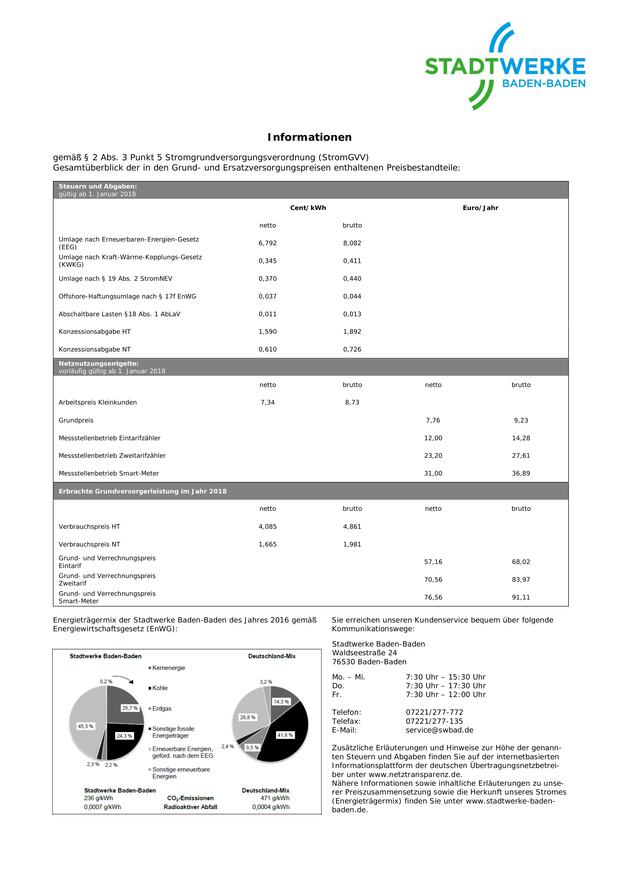 STADTWERKE
BADEN-BADEN
Informationen
gemäß § 2 Abs. 3 Punkt 5 Stromgrundversorgungsverordnung (StromGVV)
Gesamtüberblick der in den Grund- und Ersatzversorgungspreisen enthaltenen Preisbestandteile:
Steuern und Abgaben:
gültig ab 1. Januar 2018
Cent/kWh Euro/Jahr
netto brutto
Umlage nach Erneuerbaren-Energien-Gesetz
(EEG) 6,792 8,082
Umlage nach Kraft-Wärme-Kopplungs-Gesetz
(KWKG) 0,345 0,411
Umlage nach § 19 Abs. 2 StromNEV 0,370 0,440
Offshore-Haftungsumlage nach § 17f EnWG 0,037 0,044
Abschaltbare Lasten §18 Abs. 1 AbLaV 0,011 0,013
Konzessionsabgabe HT 1,590 1,892
Konzessionsabgabe NT 0,610 0,726
Netznutzungsentgelte:
vorläufig gültig ab 1. Januar 2018
netto brutto netto brutto
Arbeitspreis Kleinkunden 7,34 8,73
Grundpreis 7,76 9,23
Messstellenbetrieb Eintarifzähler 12,00 14,28
Messstellenbetrieb Zweitarifzähler 23,20 27,61
Messstellenbetrieb Smart-Meter 31,00 36,89
Erbrachte Grundversorgerleistung im Jahr 2018
netto brutto netto brutto
Verbrauchspreis HT 4,085 4,861
Verbrauchspreis NT 1,665 1,981
Grund- und Verrechnungspreis
Eintarif 57,16 68,02
Grund- und Verrechnungspreis
Zweitarif 70,56 83,97
Grund- und Verrechnungspreis
Smart-Meter 76,56 91,11
Energieträgermix der Stadtwerke Baden-Baden des Jahres 2016 gemäß
Energiewirtschaftsgesetz (EnWG):
Stadtwerke Baden-Baden Deutschland-Mix
0,2 %
25,7 %
24,3 %
2,2 %
2,3 %
45,3 %
Kernenergie
Kohle
Erdgas
Sonstige fossile
Energieträger
Erneuerbare Energien,
geford. nach dem EEG
Sonstige erneuerbare
Energien
3,2 %
14,3 %
41,8 %
9,5 %
2,4 %
28,8 %
Stadtwerke Baden-Baden Deutschland-Mix
236 g/kWh CO2-Emissionen 471 g/kWh
0,0007 g/kWh Radioaktiver Abfall 0,0004 g/kWh
Sie erreichen unseren Kundenservice bequem über folgende
Kommunikationswege:
Stadtwerke Baden-Baden
Waldseestraße 24
76530 Baden-Baden
Mo. – Mi. 7:30 Uhr – 15:30 Uhr
Do. 7:30 Uhr – 17:30 Uhr
Fr. 7:30 Uhr – 12:00 Uhr
Telefon: 07221/277-772
Telefax: 07221/277-135
E-Mail: service@swbad.de
Zusätzliche Erläuterungen und Hinweise zur Höhe der genann-
ten Steuern und Abgaben finden Sie auf der internetbasierten
Informationsplattform der deutschen Übertragungsnetzbetrei-
ber unter www.netztransparenz.de.
Nähere Informationen sowie inhaltliche Erläuterungen zu unse-
rer Preiszusammensetzung sowie die Herkunft unseres Stromes
(Energieträgermix) finden Sie unter www.stadtwerke-baden-
baden.de.